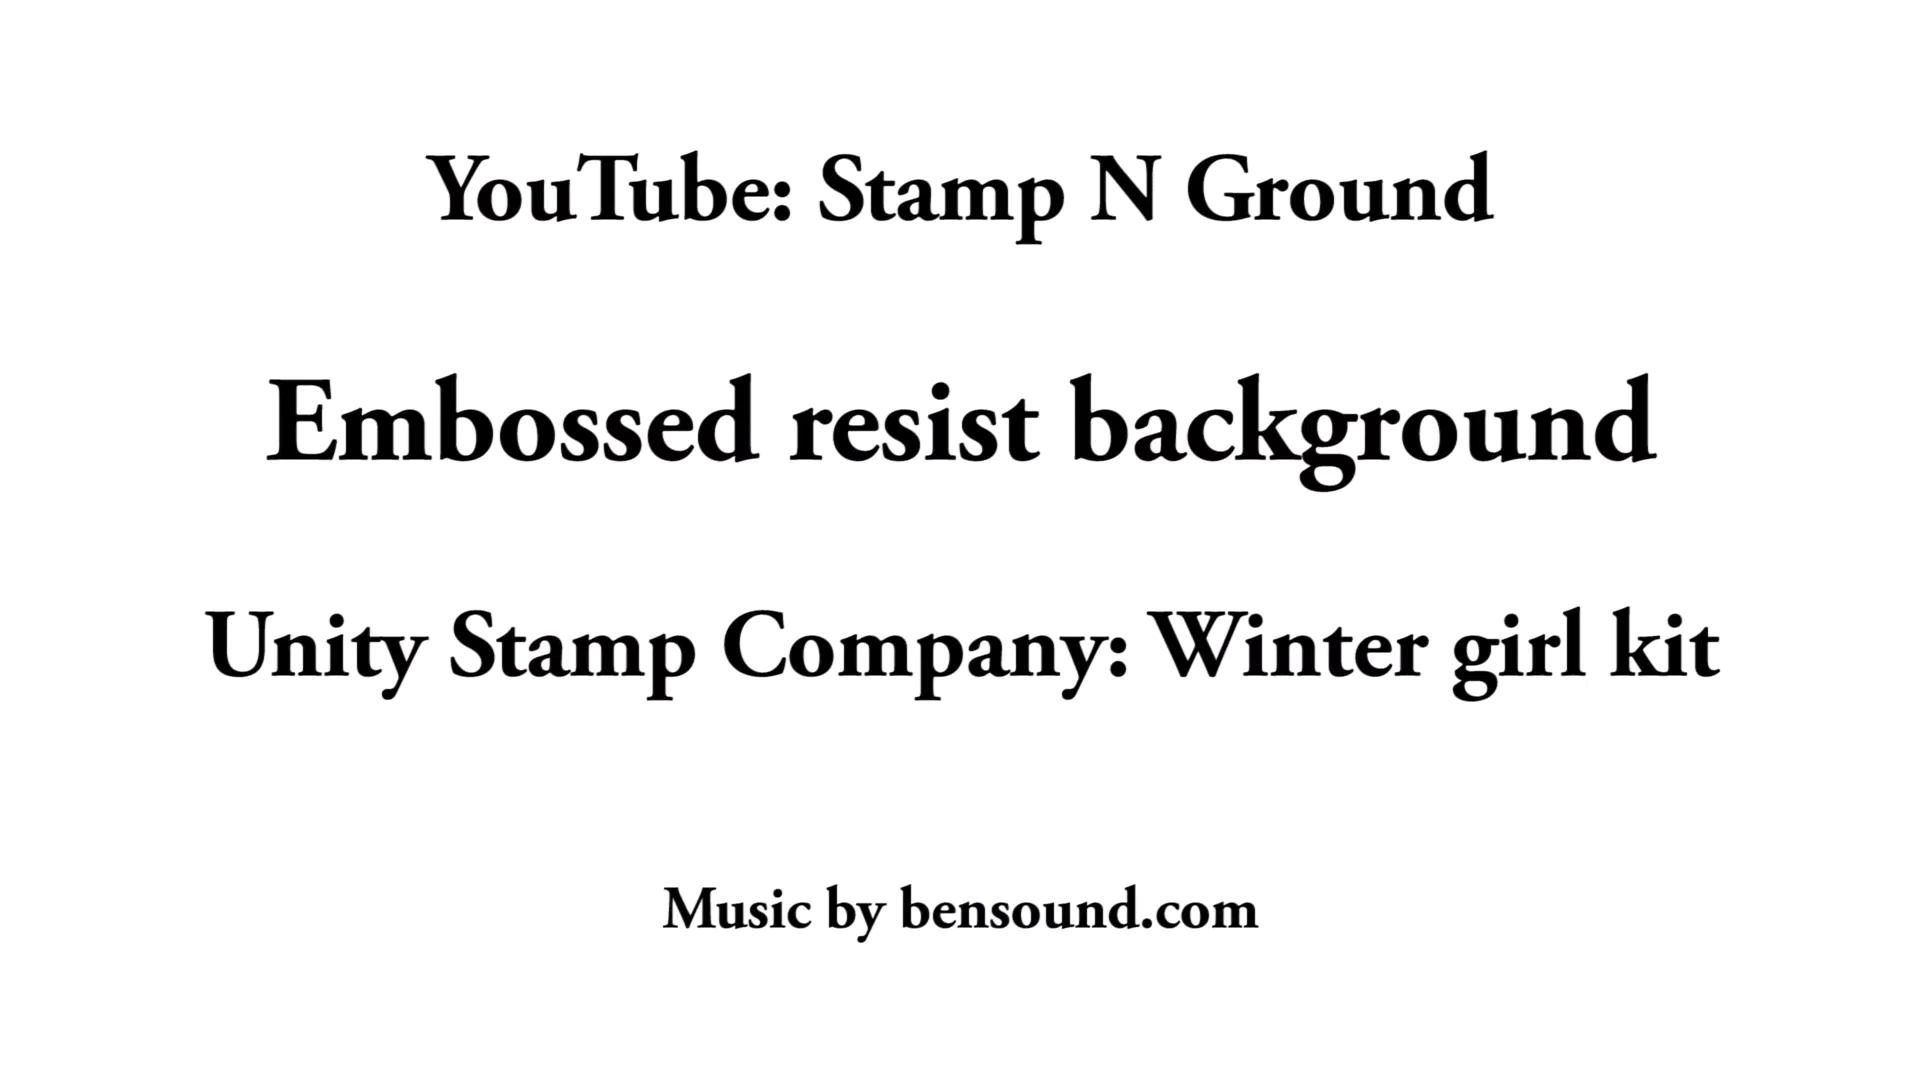 YouTube: Stamp N Ground
Embossed resist background
Unity Stamp Company: Winter girl kit
Music by bensound.com